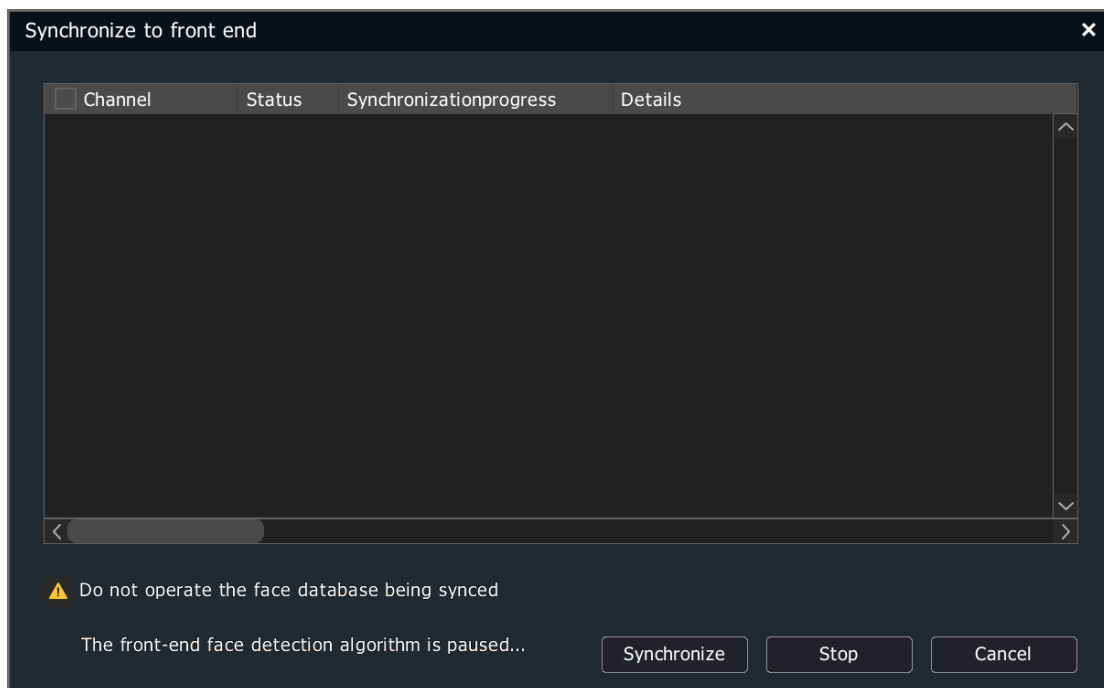 Synchronize to front end
Channel Status Synchronizationprogress Details
Do not operate the face database being synced
The front-end face detection algorithm is paused...
Synchronize Stop Cancel